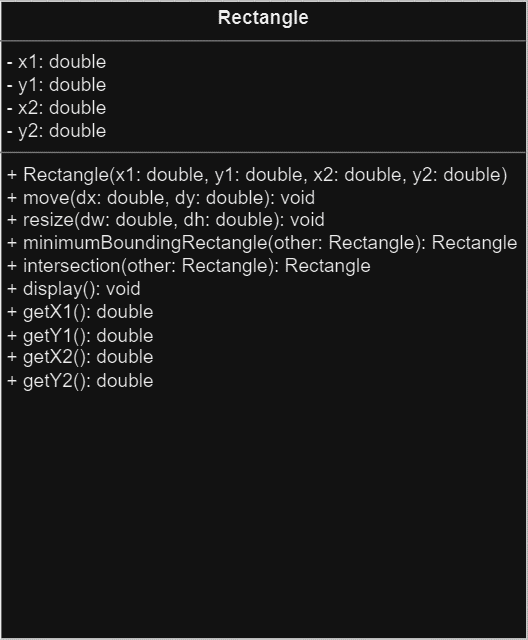 Rectangle
- x1: double
- y1: double
- x2: double
- y2: double
+ Rectangle(x1: double, y1: double, x2: double, y2: double)
+ move(dx: double, dy: double): void
+ resize(dw: double, dh: double): void
+ minimumBoundingRectangle(other: Rectangle): Rectangle
+ intersection(other: Rectangle): Rectangle
+ display(): void
+ getX1(): double
+ getY1(): double
+ getX2(): double
+ getY2(): double